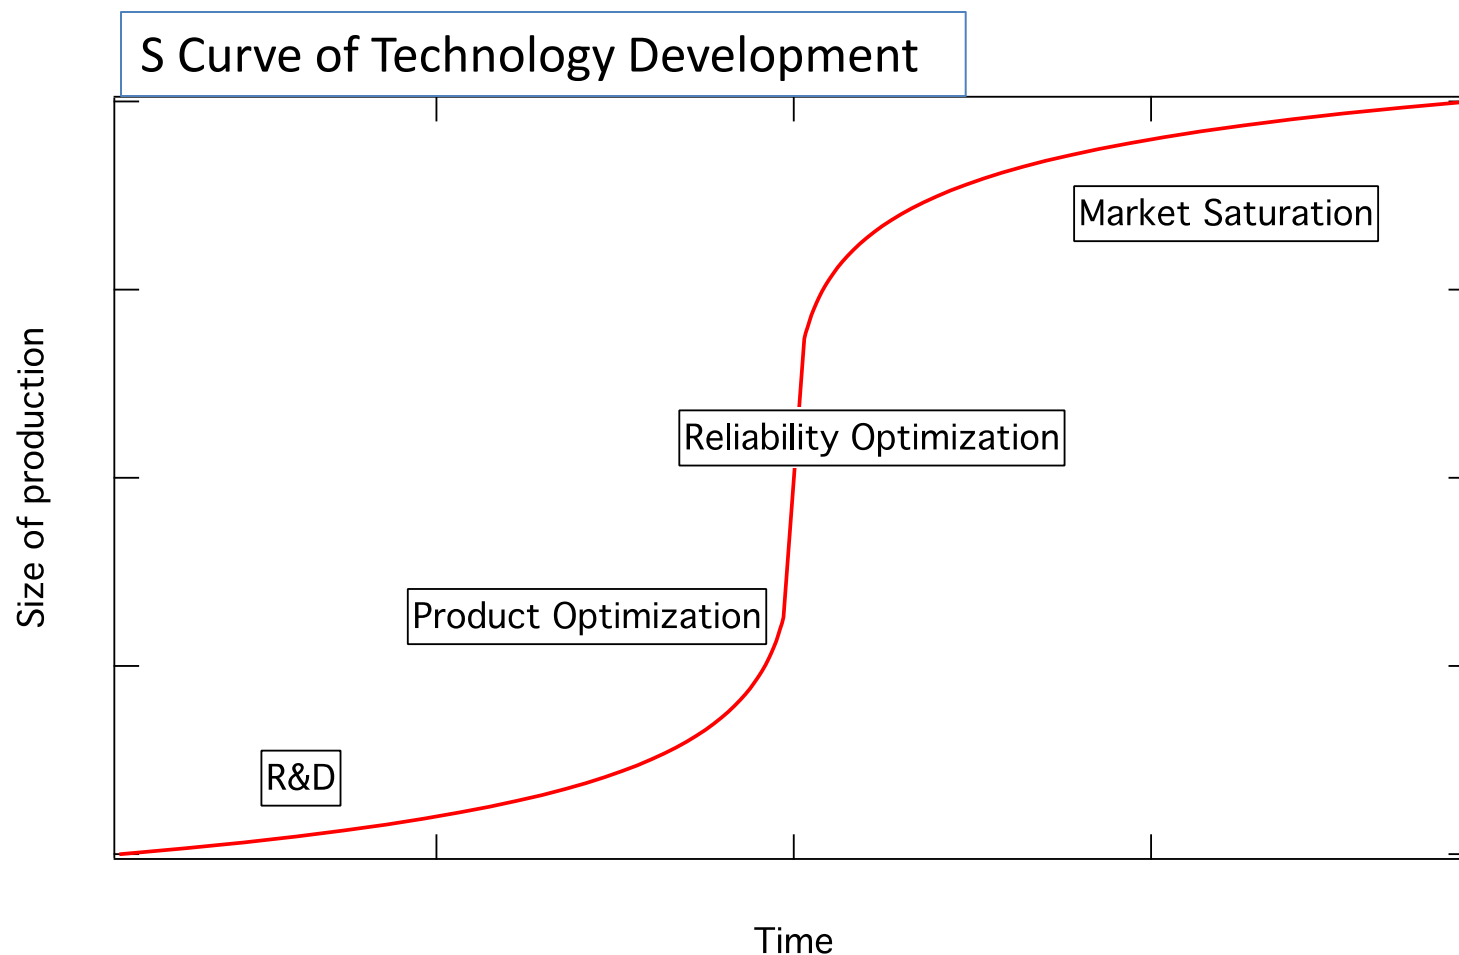 S Curve of Technology Development
Market Saturation
Reliability Optimization
Size of production
Product Optimization
R&D
Time